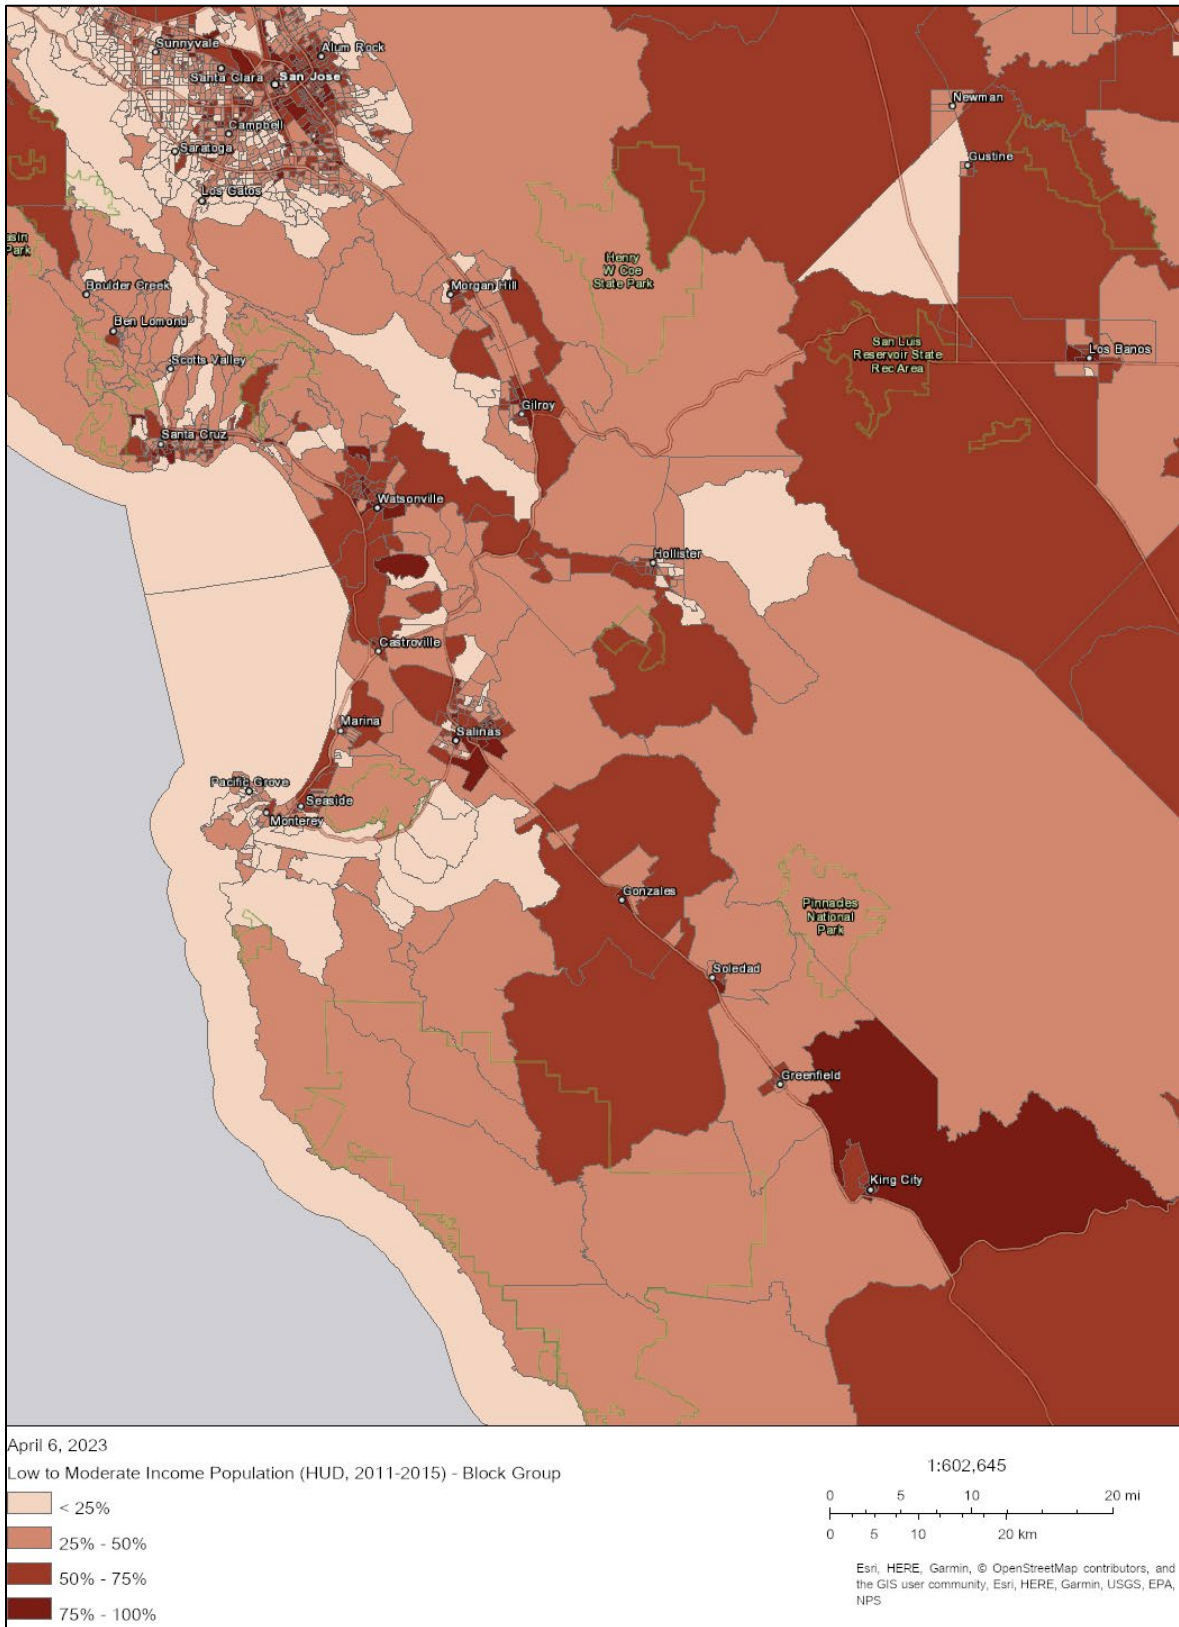 Sunnyvale
Alum Rock
Santa Clara
San Jose
Newman
Campbell
Saratoga
Gustine
Los Gatos
asin
Park
Henry
W Coe
State Park
Boulder Creek
Morgan Hill
Ben Lomond
San Luis
Reservoir State
Rec Area
Los Banos
Scotts Valley
Gilroy
Santa Cruz
Watsonville
Hollister
Castroville
Marina
Salinas
Pacific Grove
Seaside
Monterey
Gonzales
Pinnacles
National
Park
Soledad
Greenfield
King City
April 6, 2023
Low to Moderate Income Population (HUD, 2011-2015) - Block Group
< 25%
25% - 50%
50% - 75%
75% - 100%
1:602,645
0 5 10 20 mi
0 5 10 20 km
Esri, HERE, Garmin, © OpenStreetMap contributors, and
the GIS user community, Esri, HERE, Garmin, USGS, EPA,
NPS